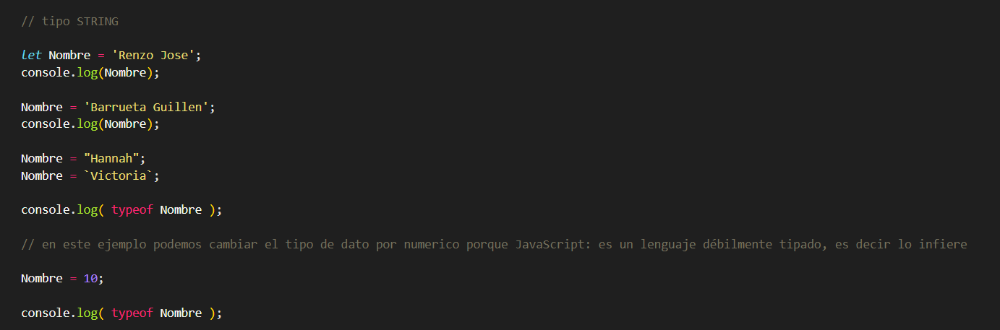 // tipo STRING
let Nombre = 'Renzo Jose';
console.log(Nombre);
Nombre = 'Barrueta Guillen';
console.log(Nombre);
Nombre = "Hannah";
Nombre = `Victoria`;
console.log( typeof Nombre );
// en este ejemplo podemos cambiar el tipo de dato por numerico porque JavaScript: es un lenguaje débilmente tipado, es decir lo infiere
Nombre = 10;
console.log( typeof Nombre );